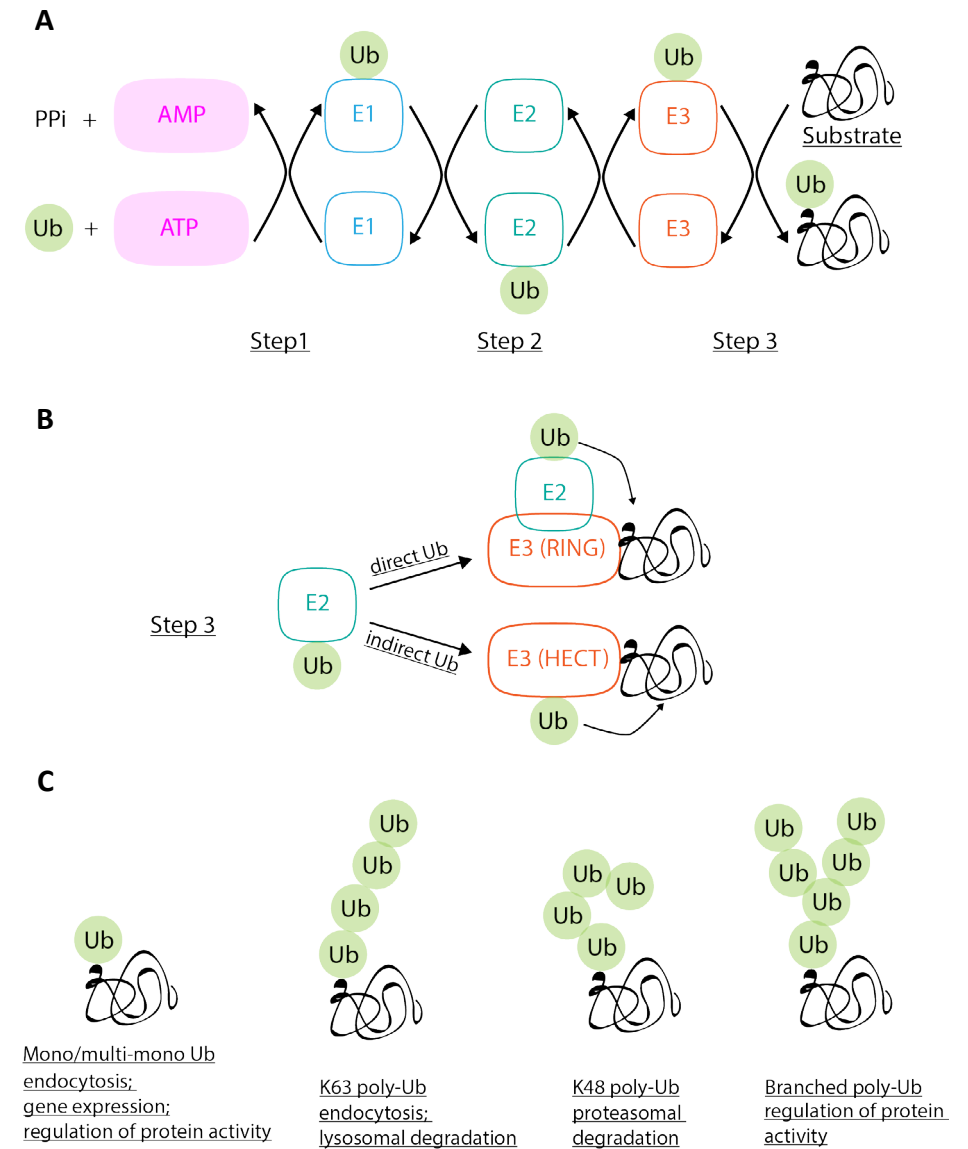 A
Ub
Ub
PPi + AMP E1 E2 E3
Substrate
Ub
Ub + ATP E1 E2 E3
Ub
Step1 Step 2 Step 3
B
Ub
E2
direct Ub
E3 (RING)
E2
Step 3
indirect Ub
Ub
E3 (HECT)
Ub
C
Ub
Mono/multi-mono Ub
endocytosis;
gene expression;
regulation of protein activity
Ub
Ub
Ub
Ub
K63 poly-Ub
endocytosis;
lysosomal degradation
Ub
Ub
Ub
Ub
K48 poly-Ub
proteasomal
degradation
Ub
Ub
Ub
Ub
Ub
Ub
Branched poly-Ub
regulation of protein
activity